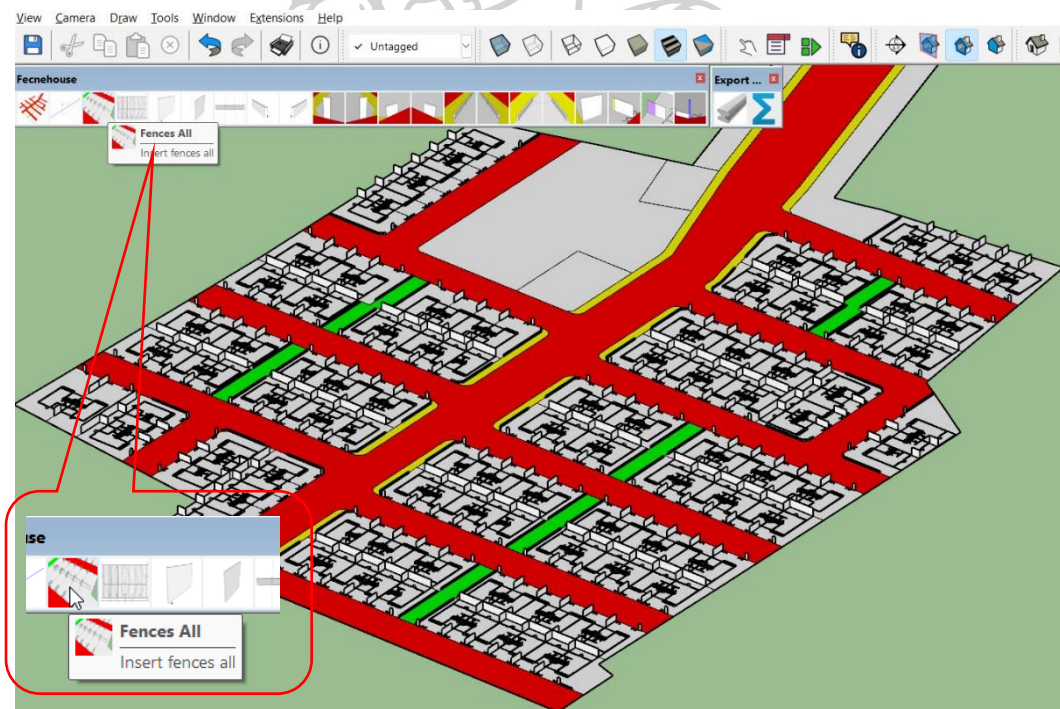 View Camera Draw Tools Window Extensions Help
Untagged
Fecnehouse
Export ...
Fences All
Insert fences all
use
Fences All
Insert fences all